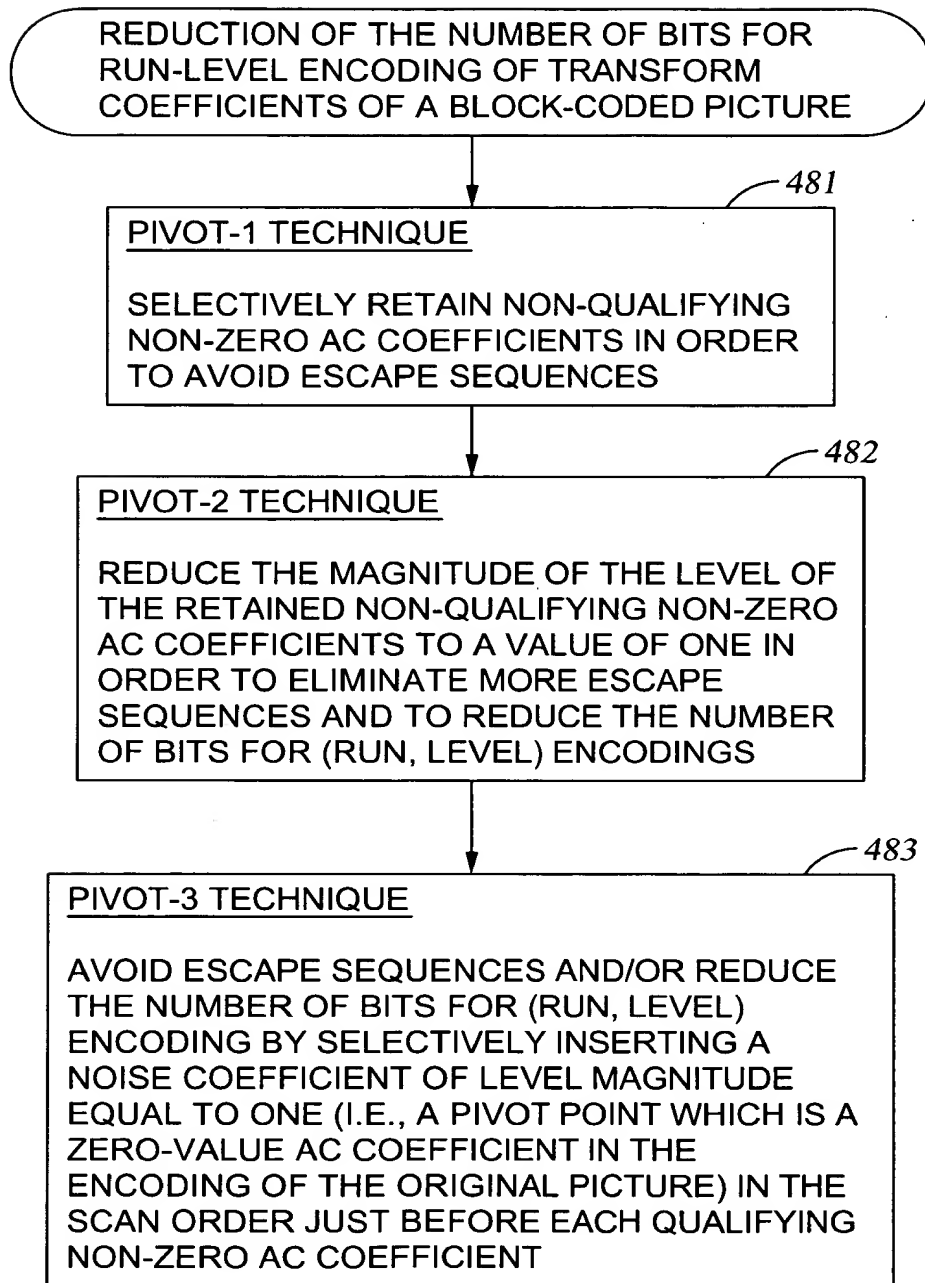 REDUCTION OF THE NUMBER OF BITS FOR
RUN-LEVEL ENCODING OF TRANSFORM
COEFFICIENTS OF A BLOCK-CODED PICTURE
481
PIVOT-1 TECHNIQUE
SELECTIVELY RETAIN NON-QUALIFYING
NON-ZERO AC COEFFICIENTS IN ORDER
TO AVOID ESCAPE SEQUENCES
482
PIVOT-2 TECHNIQUE
REDUCE THE MAGNITUDE OF THE LEVEL OF
THE RETAINED NON-QUALIFYING NON-ZERO
AC COEFFICIENTS TO A VALUE OF ONE IN
ORDER TO ELIMINATE MORE ESCAPE
SEQUENCES AND TO REDUCE THE NUMBER
OF BITS FOR (RUN, LEVEL) ENCODINGS
483
PIVOT-3 TECHNIQUE
AVOID ESCAPE SEQUENCES AND/OR REDUCE
THE NUMBER OF BITS FOR (RUN, LEVEL)
ENCODING BY SELECTIVELY INSERTING A
NOISE COEFFICIENT OF LEVEL MAGNITUDE
EQUAL TO ONE (I.E., A PIVOT POINT WHICH IS A
ZERO-VALUE AC COEFFICIENT IN THE
ENCODING OF THE ORIGINAL PICTURE) IN THE
SCAN ORDER JUST BEFORE EACH QUALIFYING
NON-ZERO AC COEFFICIENT